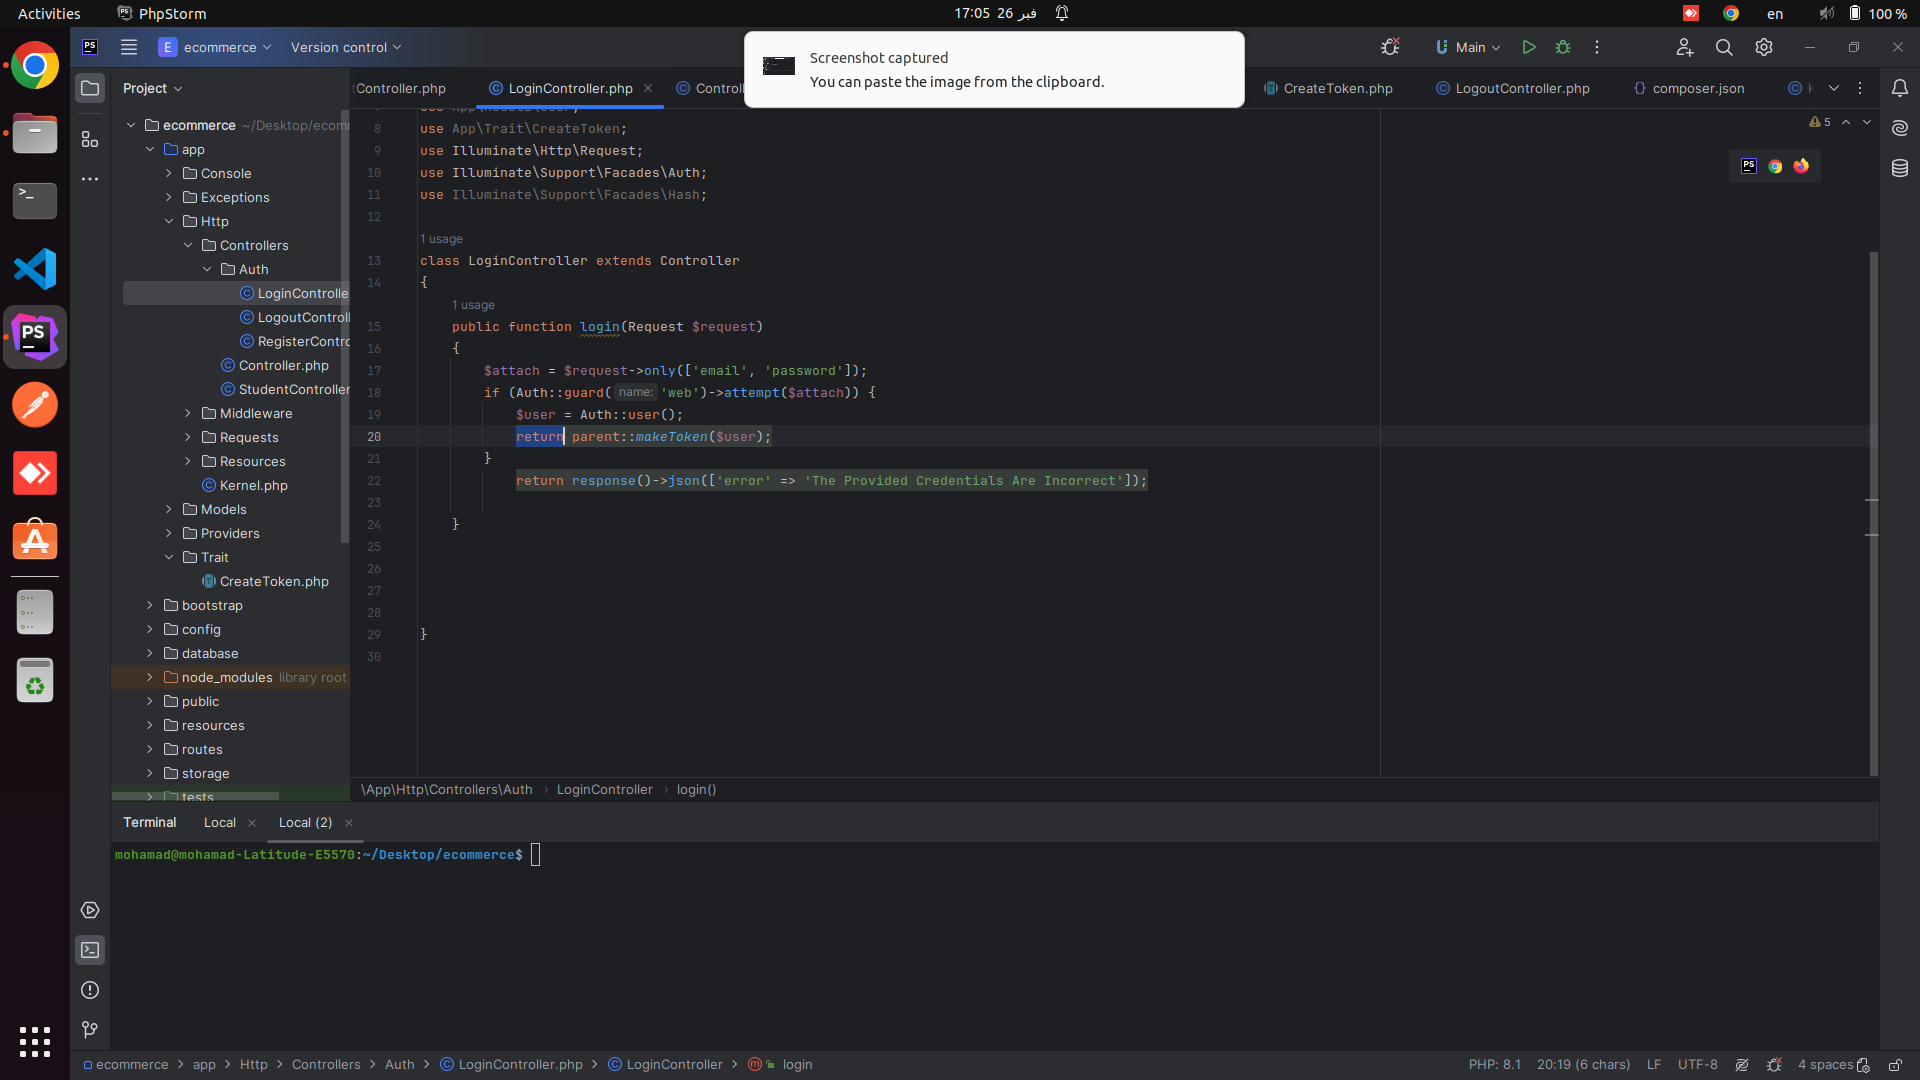 Activities
PhpStorm
17:05 26 فبر
en
100 %
PS
E ecommerce
Version control
Main
Screenshot captured
You can paste the image from the clipboard.
Project
tController.php
LoginController.php
Control
CreateToken.php
LogoutController.php
composer.json
5
ecommerce ~/Desktop/ecom
app
Console
Exceptions
Http
Controllers
Auth
LoginControlle
LogoutControl
RegisterContro
Controller.php
StudentController
Middleware
Requests
Resources
Kernel.php
Models
Providers
Trait
CreateToken.php
bootstrap
config
database
node_modules library root
public
resources
routes
storage
tests
8 use App\Trait\CreateToken;
9 use Illuminate\Http\Request;
10 use Illuminate\Support\Facades\Auth;
11 use Illuminate\Support\Facades\Hash;
12
1 usage
13 class LoginController extends Controller
14 {
1 usage
15 public function login(Request $request)
16 {
17 $attach = $request->only(['email', 'password']);
18 if (Auth::guard( name: 'web')->attempt($attach)) {
19 $user = Auth::user();
20 return parent::makeToken($user);
21 }
22 return response()->json(['error' => 'The Provided Credentials Are Incorrect']);
23
24 }
25
26
27
28
29 }
30
\App\Http\Controllers\Auth › LoginController › login()
Terminal
Local
Local (2)
mohamad@mohamad-Latitude-E5570:~/Desktop/ecommerce$
ecommerce > app > Http > Controllers > Auth > LoginController.php > LoginController > login
PHP: 8.1
20:19 (6 chars)
LF
UTF-8
4 spaces